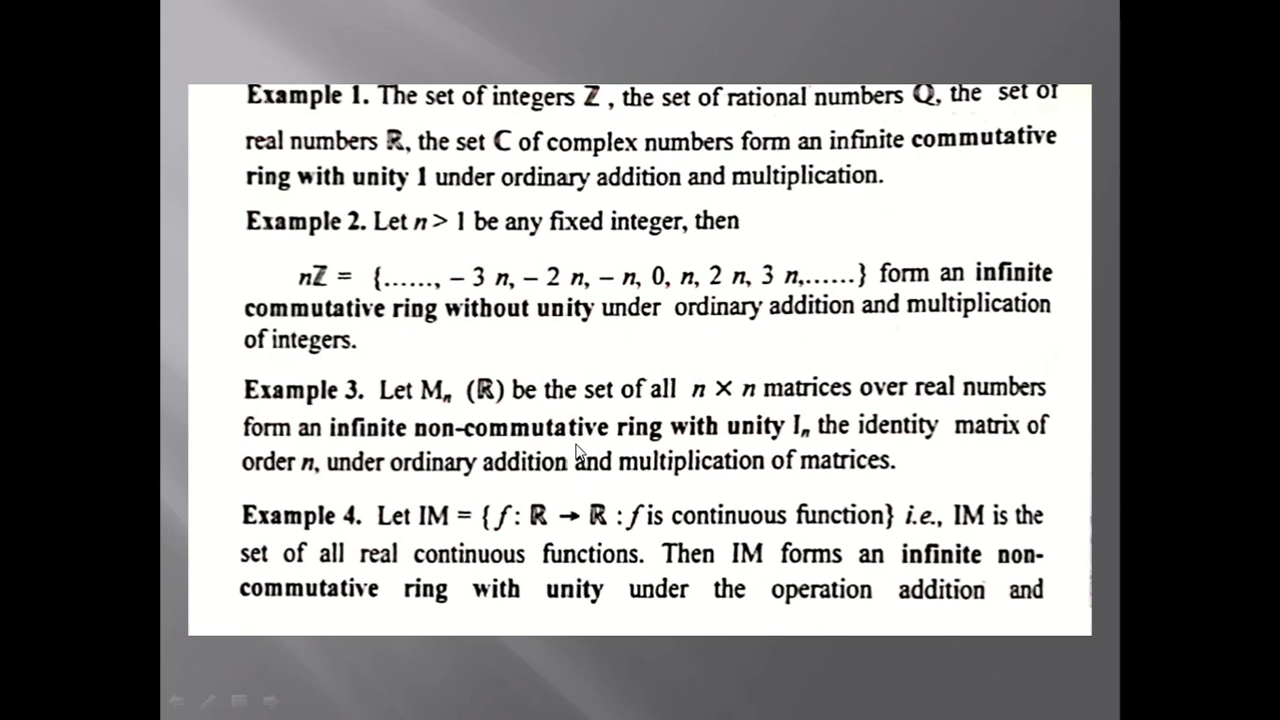 Example 1. The set of integers ℤ , the set of rational numbers Q, the set of
real numbers ℝ, the set C of complex numbers form an infinite commutative
ring with unity 1 under ordinary addition and multiplication.
Example 2. Let n > 1 be any fixed integer, then
nℤ = {......, – 3 n, – 2 n, – n, 0, n, 2 n, 3 n,......} form an infinite
commutative ring without unity under ordinary addition and multiplication
of integers.
Example 3. Let Mₙ (ℝ) be the set of all n × n matrices over real numbers
form an infinite non-commutative ring with unity Iₙ the identity matrix of
order n, under ordinary addition and multiplication of matrices.
Example 4. Let IM = { f : ℝ → ℝ : f is continuous function} i.e., IM is the
set of all real continuous functions. Then IM forms an infinite non-
commutative ring with unity under the operation addition and